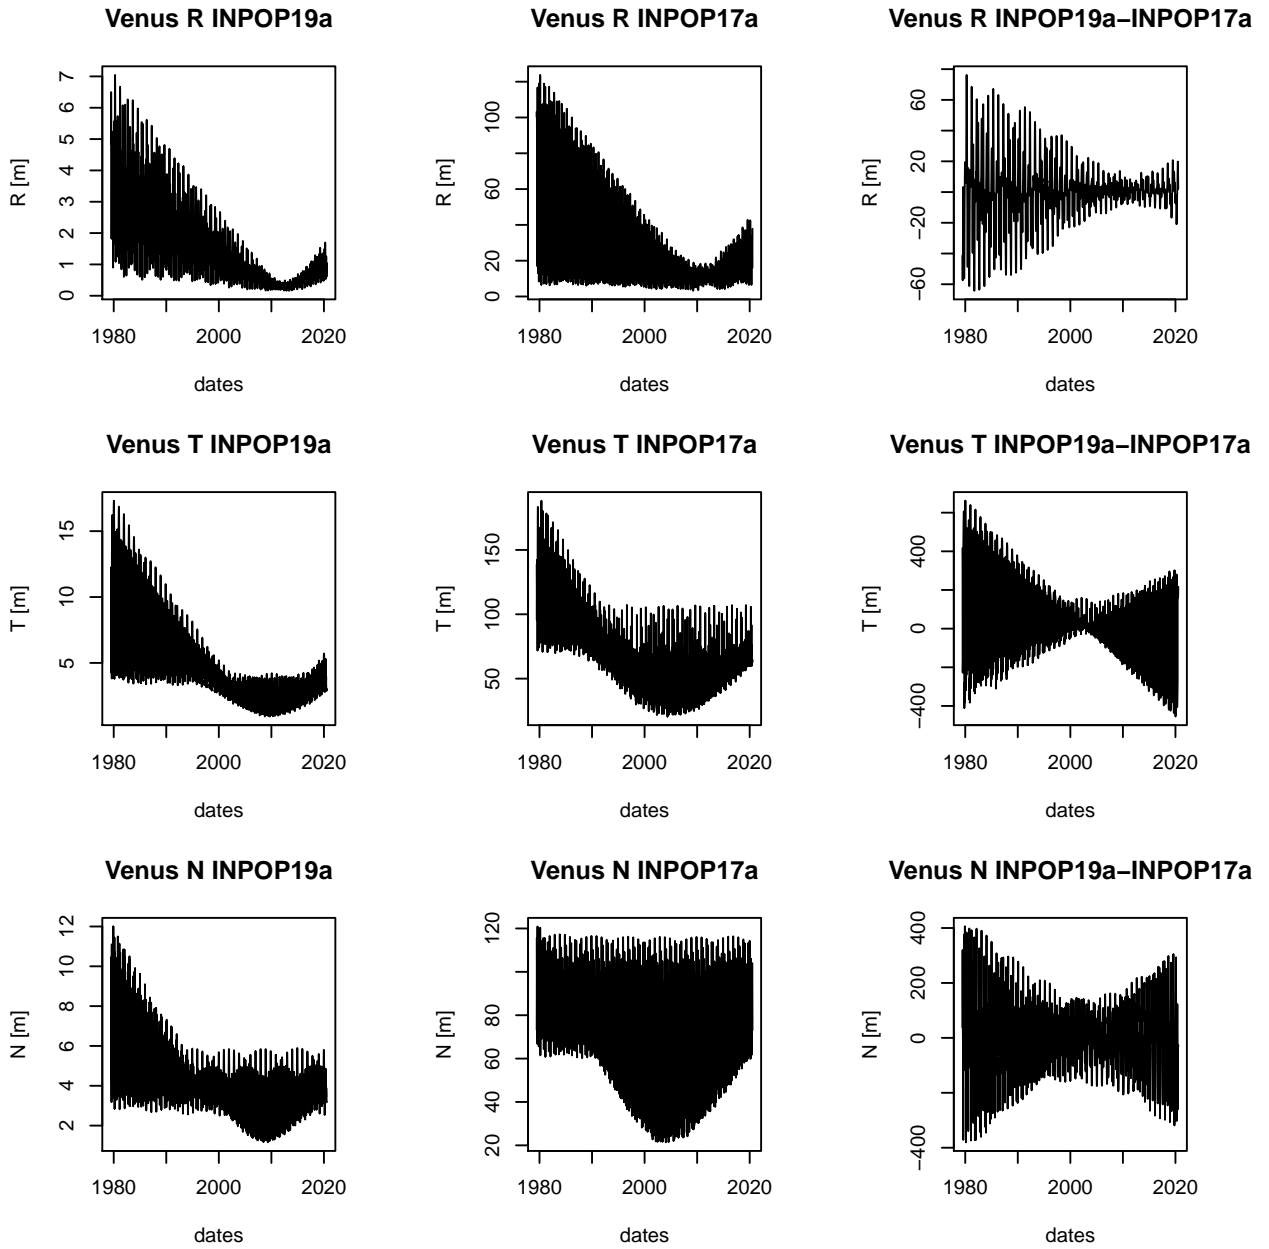 Venus R INPOP19a
R [m]
7
6
5
4
3
2
1
0
1980 2000 2020
dates
Venus R INPOP17a
R [m]
100
60
20
0
1980 2000 2020
dates
Venus R INPOP19a−INPOP17a
R [m]
60
20
−20
−60
1980 2000 2020
dates
Venus T INPOP19a
T [m]
15
10
5
1980 2000 2020
dates
Venus T INPOP17a
T [m]
150
100
50
1980 2000 2020
dates
Venus T INPOP19a−INPOP17a
T [m]
400
0
−400
1980 2000 2020
dates
Venus N INPOP19a
N [m]
12
10
8
6
4
2
1980 2000 2020
dates
Venus N INPOP17a
N [m]
120
80
60
40
20
1980 2000 2020
dates
Venus N INPOP19a−INPOP17a
N [m]
400
200
0
−400
1980 2000 2020
dates